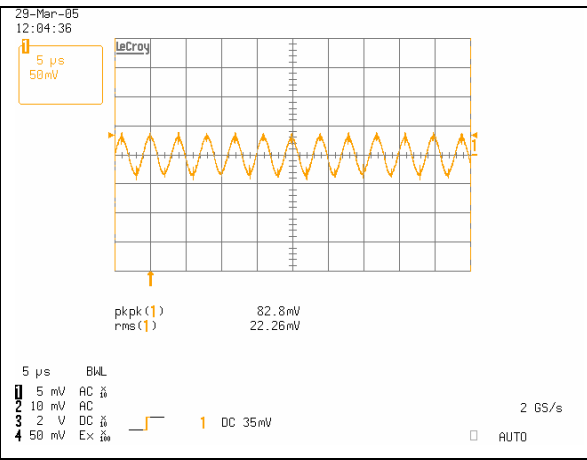 29-Mar-05
12:04:36
1
5 µs
50mV
LeCroy
1
pkpk(1) 82.8mV
rms(1) 22.26mV
5 µs BWL
1 5 mV AC X10
2 10 mV AC
3 2 V DC X10
4 50 mV Ex X100
1 DC 35mV
2 GS/s
AUTO